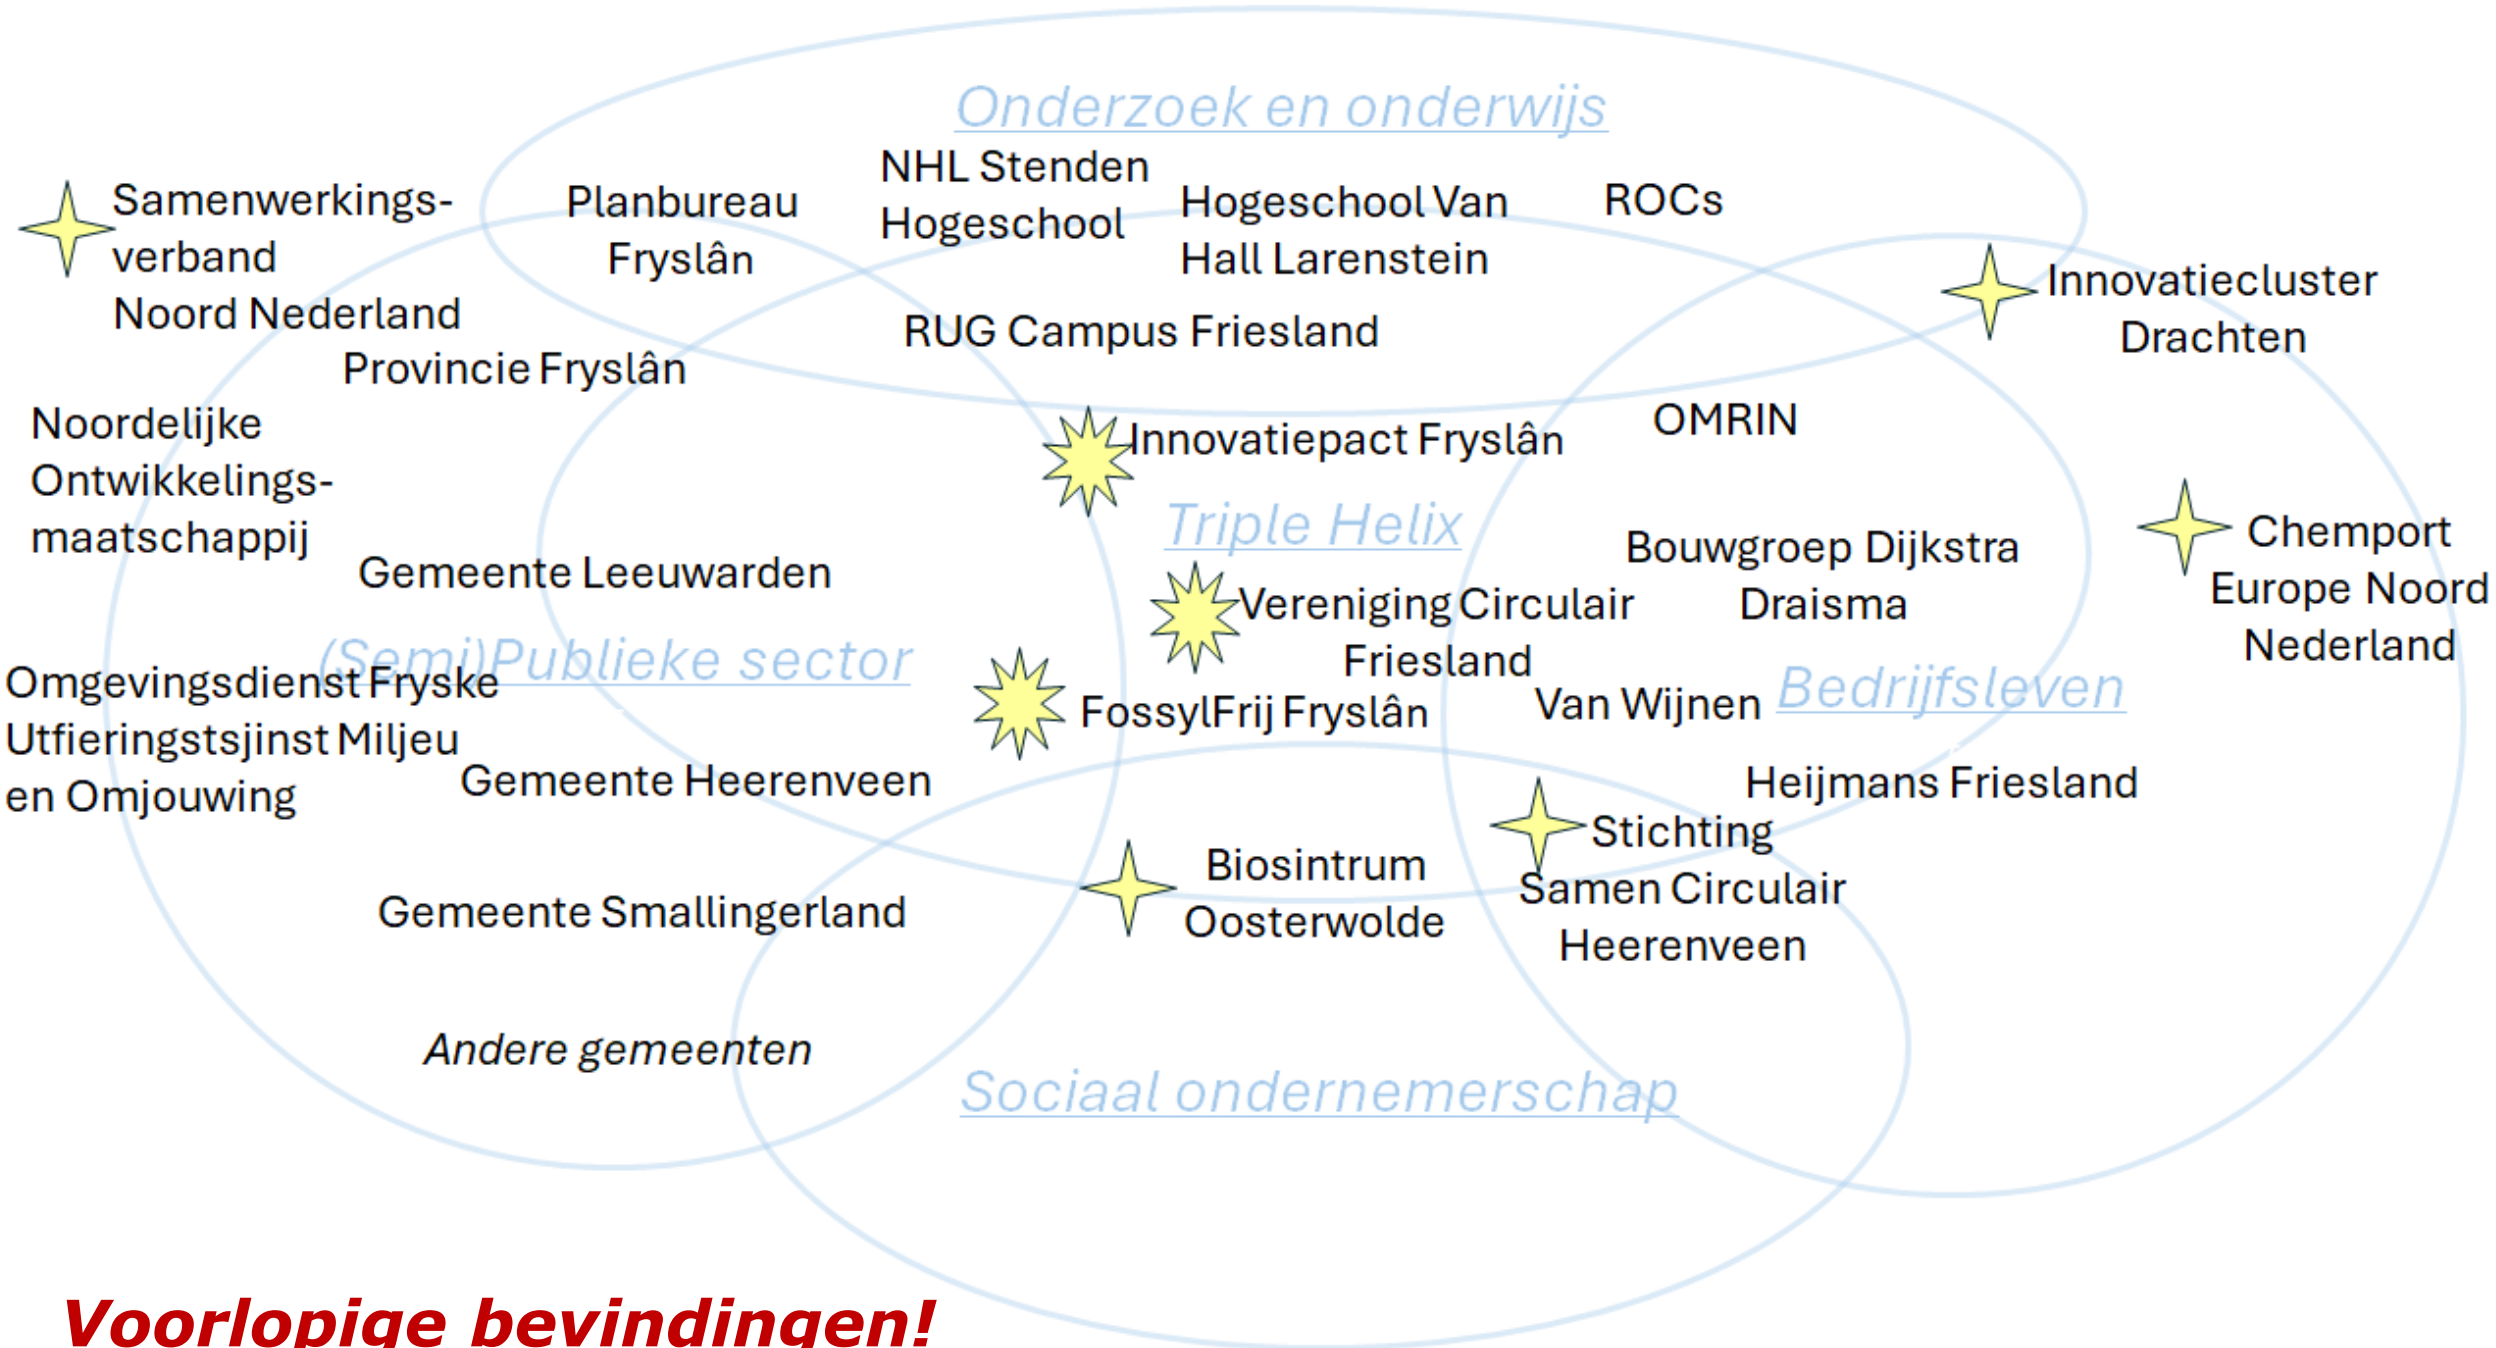 Onderzoek en onderwijs
NHL Stenden
Hogeschool
Hogeschool Van
Hall Larenstein
ROCs
Planbureau
Fryslân
Samenwerkings-
verband
Noord Nederland
Innovatiecluster
Drachten
RUG Campus Friesland
Provincie Fryslân
Noordelijke
Ontwikkelings-
maatschappij
Innovatiepact Fryslân
OMRIN
Triple Helix
Chemport
Europe Noord
Nederland
Bouwgroep Dijkstra
Draisma
Gemeente Leeuwarden
Vereniging Circulair
Friesland
(Semi)Publieke sector
Omgevingsdienst Fryske
Utfieringstsjinst Miljeu
en Omjouwing
FossylFrij Fryslân
Van Wijnen
Bedrijfsleven
Gemeente Heerenveen
Heijmans Friesland
Stichting
Samen Circulair
Heerenveen
Biosintrum
Oosterwolde
Gemeente Smallingerland
Andere gemeenten
Sociaal ondernemerschap
Voorlopige bevindingen!